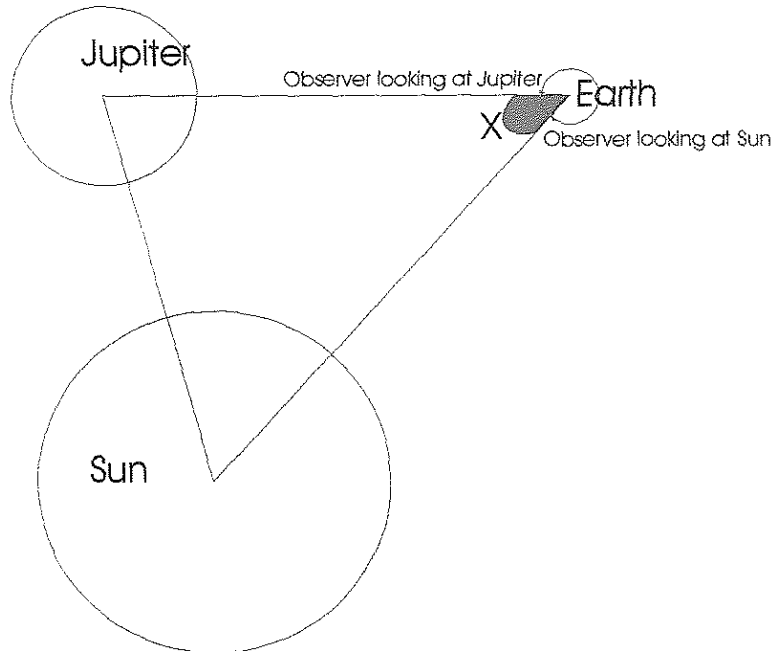 Jupiter
Observer looking at Jupiter
Earth
X
Observer looking at Sun
Sun